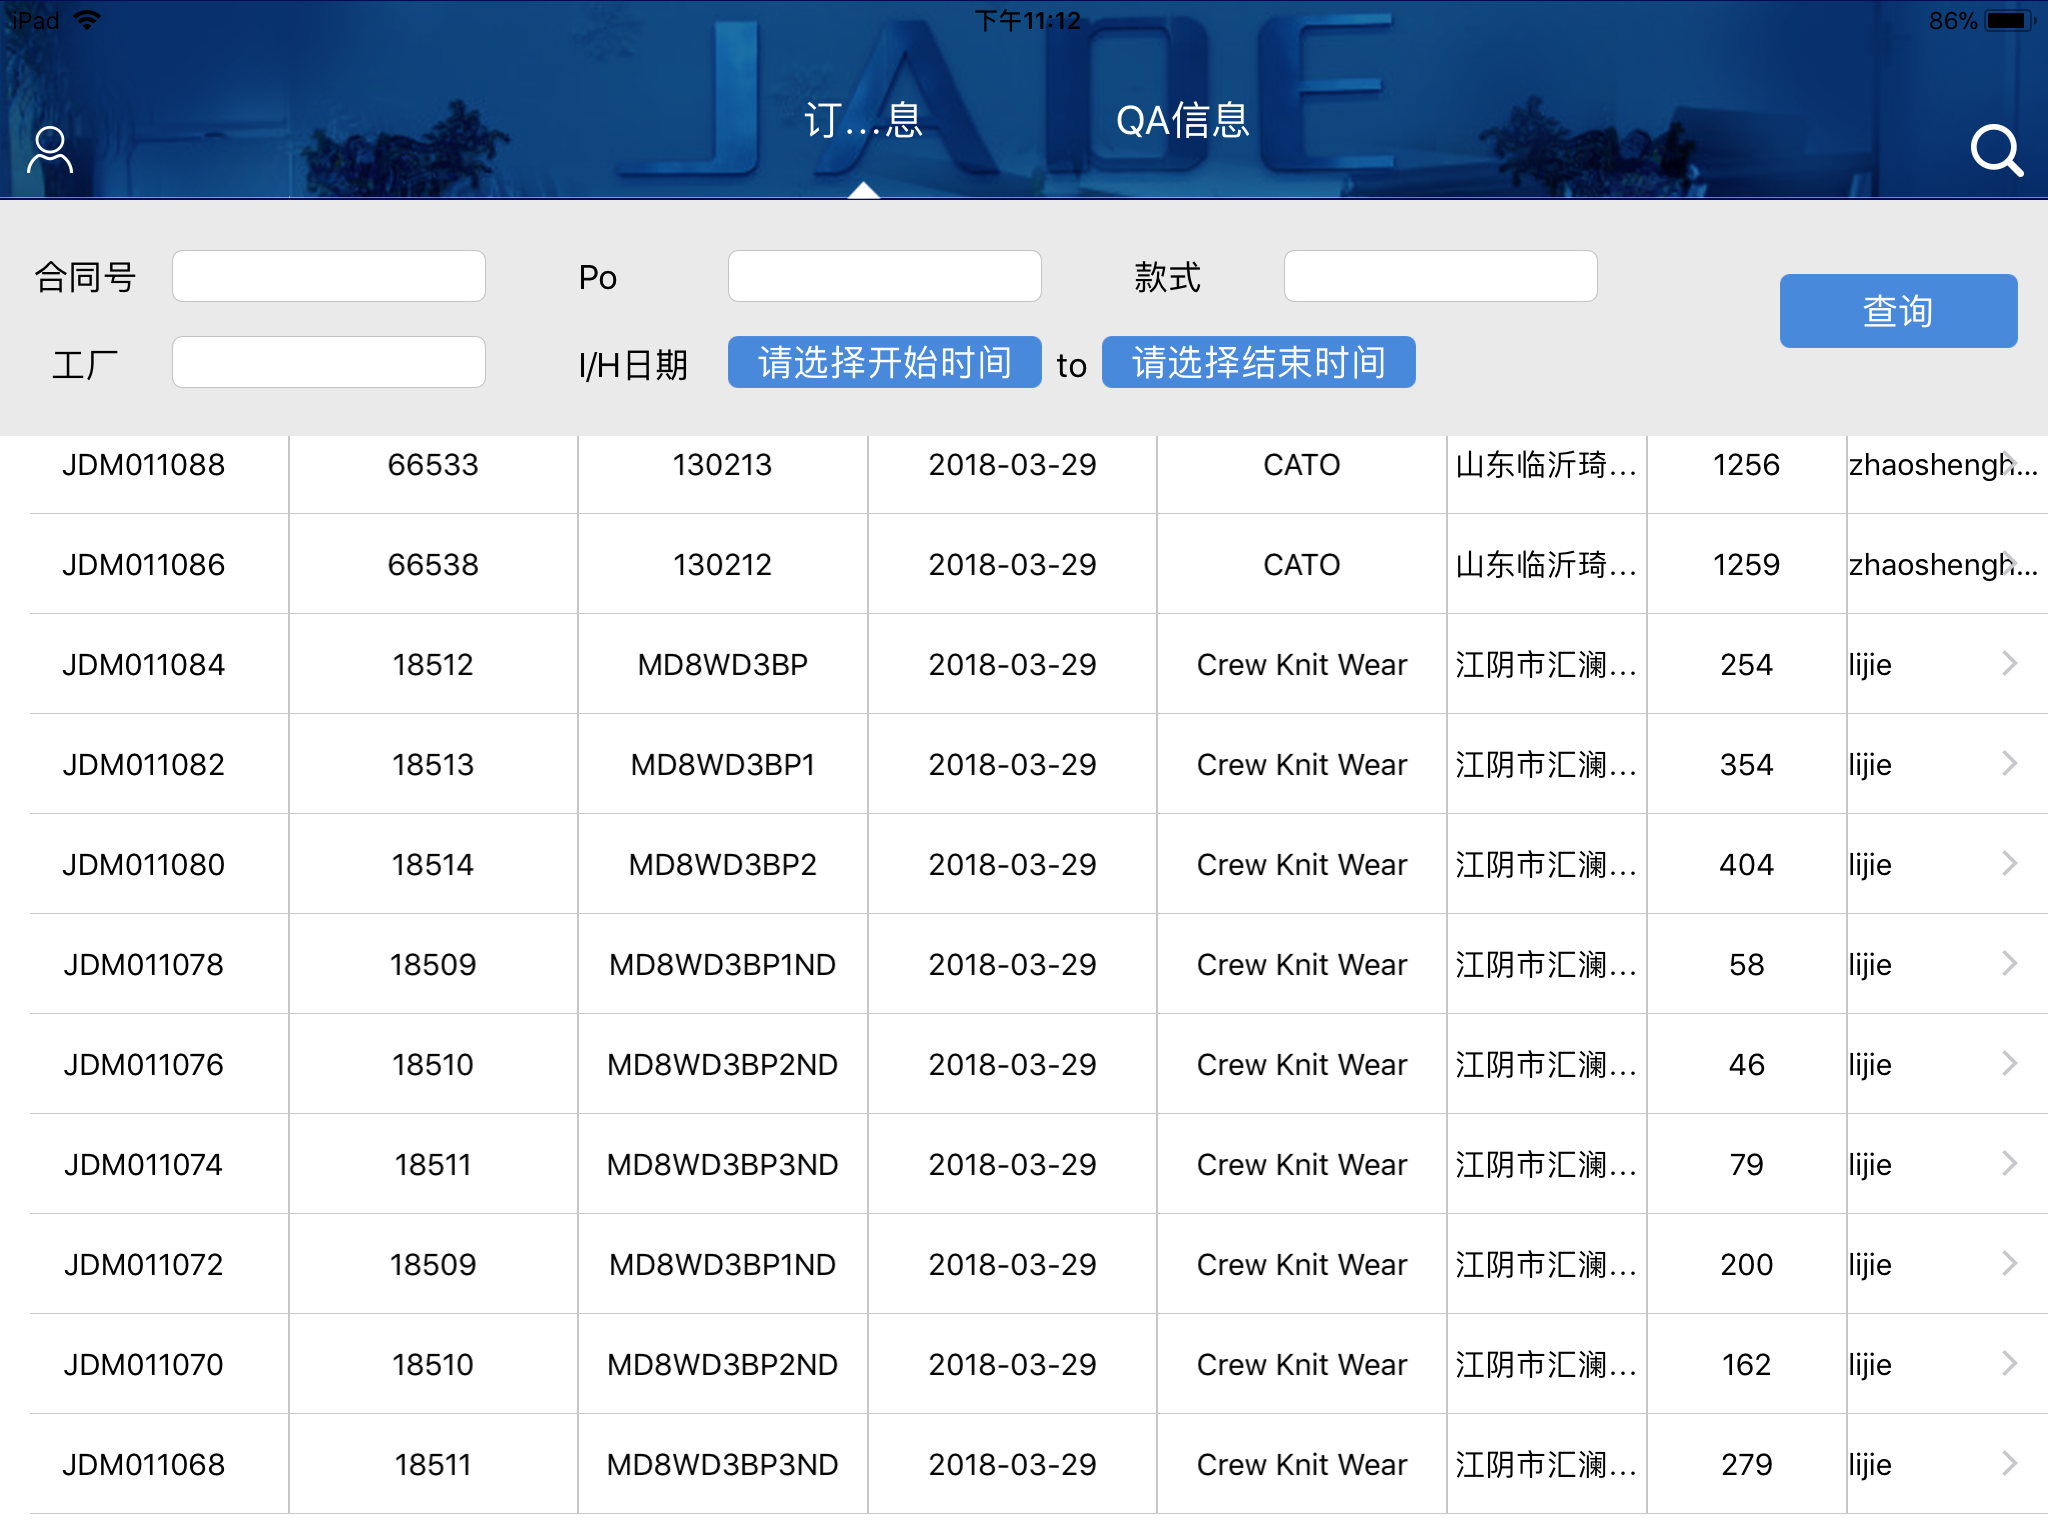 iPad 下午11:12 86%
JADE
订...息 QA信息
合同号 Po 款式
查询
工厂 I/H日期 请选择开始时间 to 请选择结束时间
JDM011088 66533 130213 2018-03-29 CATO 山东临沂琦... 1256 zhaoshengh...
JDM011086 66538 130212 2018-03-29 CATO 山东临沂琦... 1259 zhaoshengh...
JDM011084 18512 MD8WD3BP 2018-03-29 Crew Knit Wear 江阴市汇澜... 254 lijie
JDM011082 18513 MD8WD3BP1 2018-03-29 Crew Knit Wear 江阴市汇澜... 354 lijie
JDM011080 18514 MD8WD3BP2 2018-03-29 Crew Knit Wear 江阴市汇澜... 404 lijie
JDM011078 18509 MD8WD3BP1ND 2018-03-29 Crew Knit Wear 江阴市汇澜... 58 lijie
JDM011076 18510 MD8WD3BP2ND 2018-03-29 Crew Knit Wear 江阴市汇澜... 46 lijie
JDM011074 18511 MD8WD3BP3ND 2018-03-29 Crew Knit Wear 江阴市汇澜... 79 lijie
JDM011072 18509 MD8WD3BP1ND 2018-03-29 Crew Knit Wear 江阴市汇澜... 200 lijie
JDM011070 18510 MD8WD3BP2ND 2018-03-29 Crew Knit Wear 江阴市汇澜... 162 lijie
JDM011068 18511 MD8WD3BP3ND 2018-03-29 Crew Knit Wear 江阴市汇澜... 279 lijie